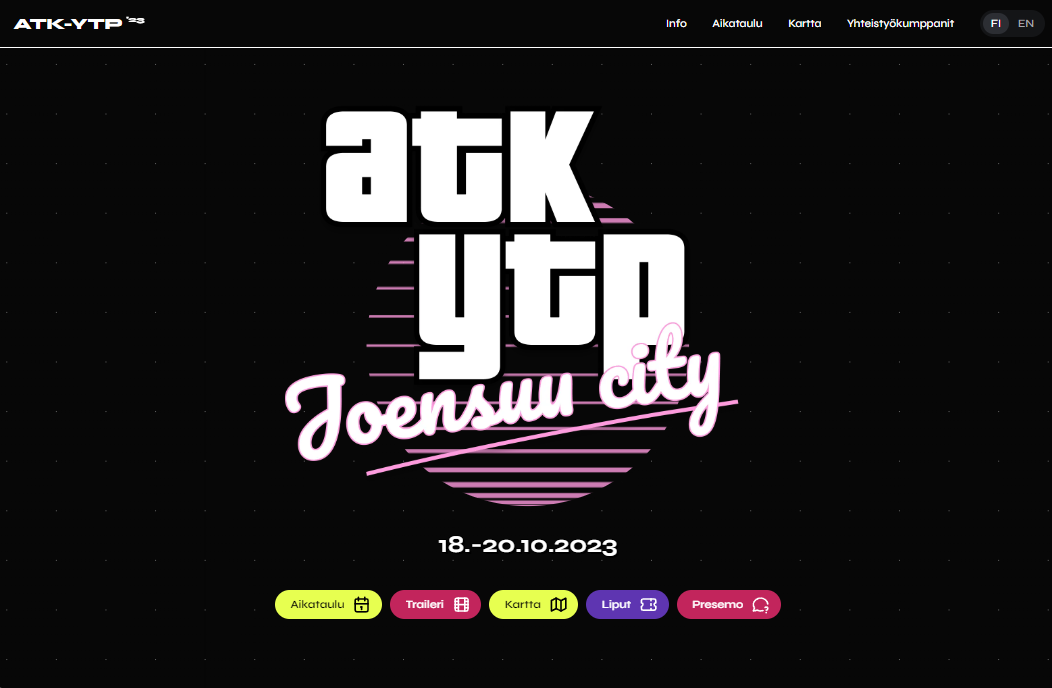 ATK-YTP '23
Info Aikataulu Kartta Yhteistyökumppanit FI EN
atk
ytp
Joensuu city
18.-20.10.2023
Aikataulu Traileri Kartta Liput Presemo